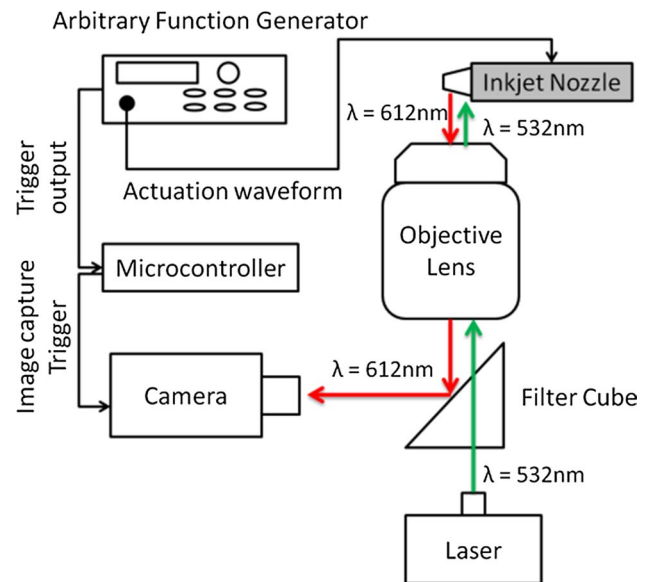 Arbitrary Function Generator
Inkjet Nozzle
λ = 612nm
λ = 532nm
Trigger
output
Actuation waveform
Objective
Lens
Microcontroller
Image capture
Trigger
λ = 612nm
Camera
Filter Cube
λ = 532nm
Laser